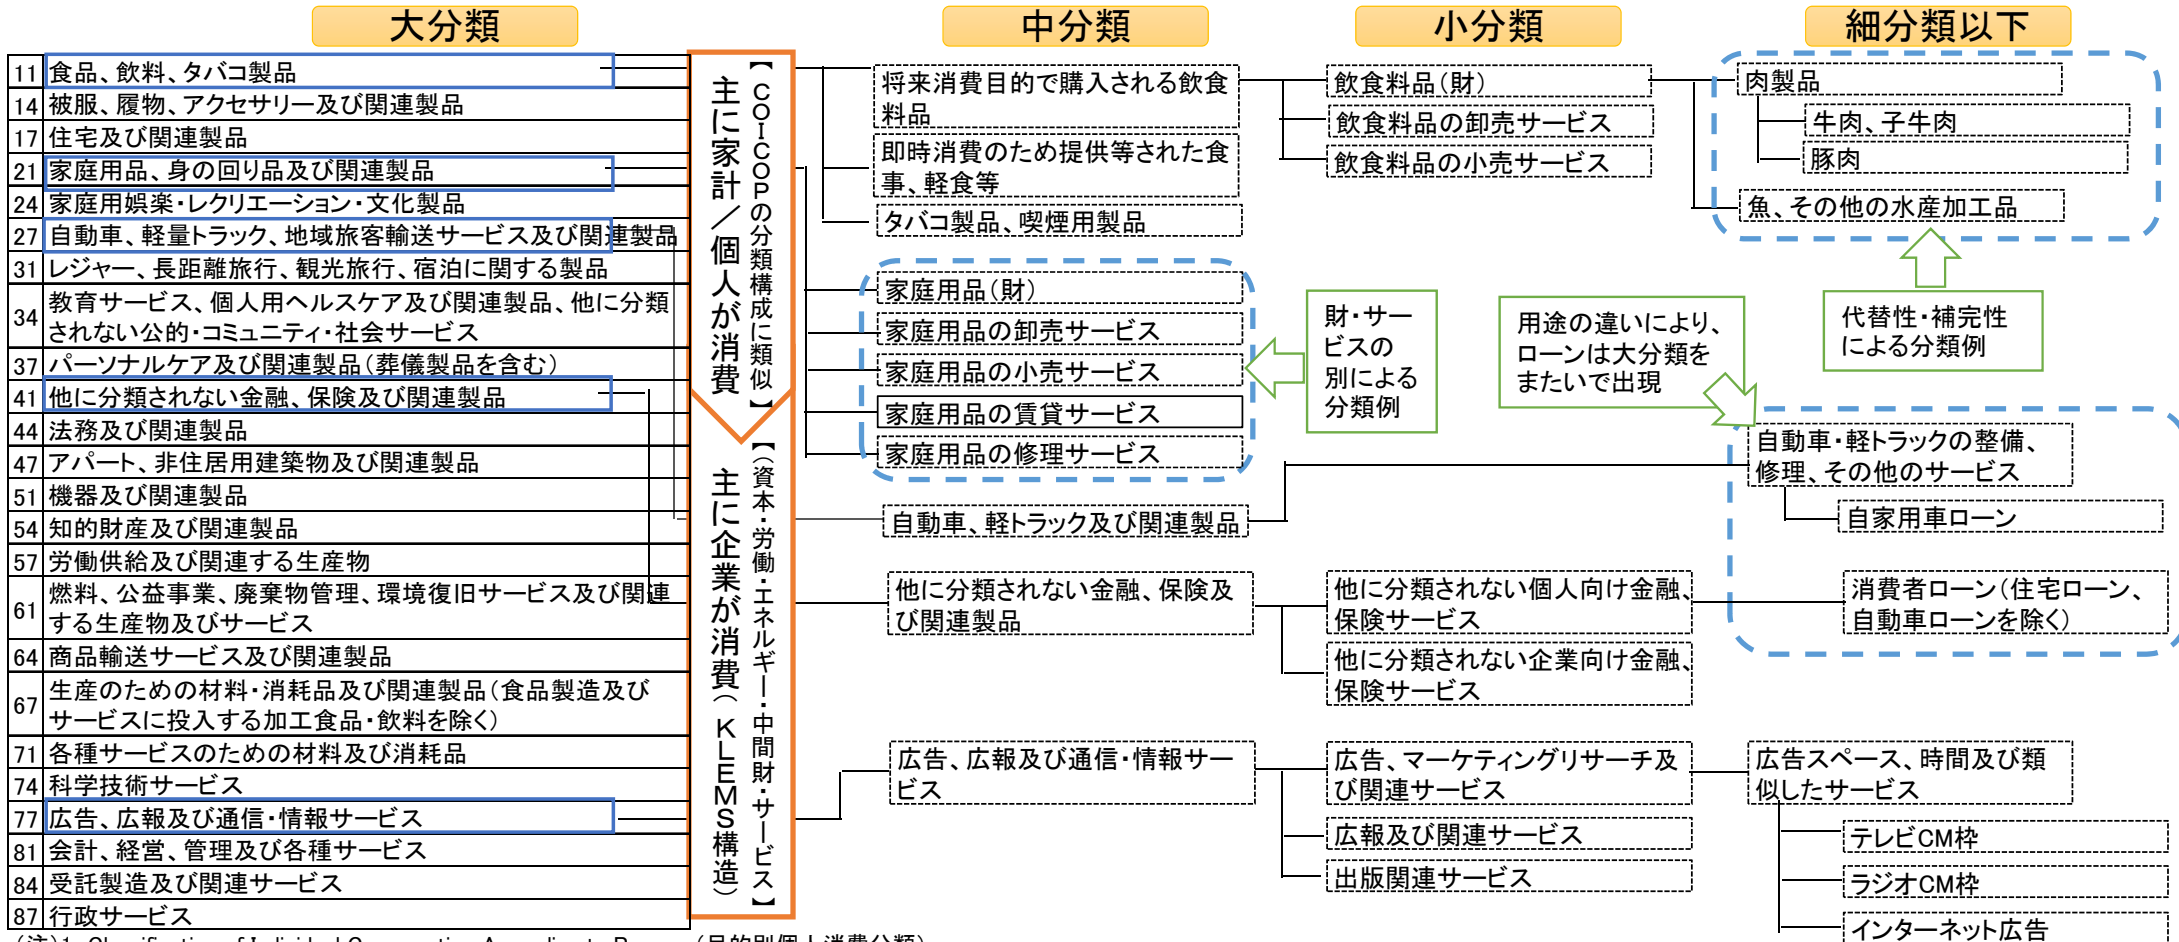 大分類
中分類
小分類
細分類以下
11 食品、飲料、タバコ製品
14 被服、履物、アクセサリー及び関連製品
17 住宅及び関連製品
21 家庭用品、身の回り品及び関連製品
24 家庭用娯楽・レクリエーション・文化製品
27 自動車、軽量トラック、地域旅客輸送サービス及び関連製品
31 レジャー、長距離旅行、観光旅行、宿泊に関する製品
34 教育サービス、個人用ヘルスケア及び関連製品、他に分類
されない公的・コミュニティ・社会サービス
37 パーソナルケア及び関連製品(葬儀製品を含む)
41 他に分類されない金融、保険及び関連製品
44 法務及び関連製品
47 アパート、非住居用建築物及び関連製品
51 機器及び関連製品
54 知的財産及び関連製品
57 労働供給及び関連する生産物
61 燃料、公益事業、廃棄物管理、環境復旧サービス及び関連
する生産物及びサービス
64 商品輸送サービス及び関連製品
67 生産のための材料・消耗品及び関連製品(食品製造及び
サービスに投入する加工食品・飲料を除く)
71 各種サービスのための材料及び消耗品
74 科学技術サービス
77 広告、広報及び通信・情報サービス
81 会計、経営、管理及び各種サービス
84 受託製造及び関連サービス
87 行政サービス
主に家計/個人が消費
【COICOPの分類構成に類似】
主に企業が消費(KLEMS構造)
【(資本・労働・エネルギー・中間財・サービス】
将来消費目的で購入される飲食
料品
即時消費のため提供等された食
事、軽食等
タバコ製品、喫煙用製品
家庭用品(財)
家庭用品の卸売サービス
家庭用品の小売サービス
家庭用品の賃貸サービス
家庭用品の修理サービス
自動車、軽トラック及び関連製品
他に分類されない金融、保険及
び関連製品
広告、広報及び通信・情報サー
ビス
飲食料品(財)
飲食料品の卸売サービス
飲食料品の小売サービス
財・サー
ビスの
別による
分類例
用途の違いにより、
ローンは大分類を
またいで出現
代替性・補完性
による分類例
他に分類されない個人向け金融、
保険サービス
他に分類されない企業向け金融、
保険サービス
広告、マーケティングリサーチ及
び関連サービス
広報及び関連サービス
出版関連サービス
肉製品
牛肉、子牛肉
豚肉
魚、その他の水産加工品
自動車・軽トラックの整備、
修理、その他のサービス
自家用車ローン
消費者ローン(住宅ローン、
自動車ローンを除く)
広告スペース、時間及び類
似したサービス
テレビCM枠
ラジオCM枠
インターネット広告
(注)1 Classification of Individual Consumption According to Purpose(目的別個人消費分類)